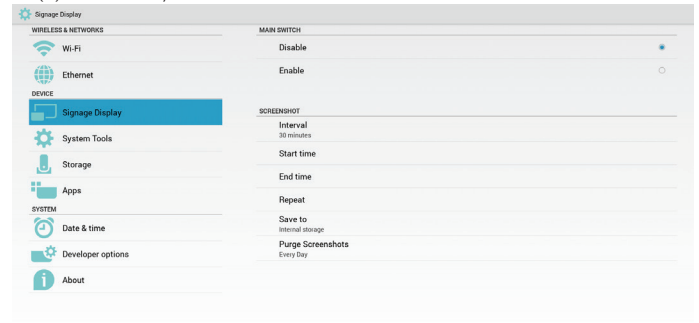 Signage Display
WIRELESS & NETWORKS
Wi-Fi
Ethernet
DEVICE
Signage Display
System Tools
Storage
Apps
SYSTEM
Date & time
Developer options
About
MAIN SWITCH
Disable
Enable
SCREENSHOT
Interval
30 minutes
Start time
End time
Repeat
Save to
Internal storage
Purge Screenshots
Every Day